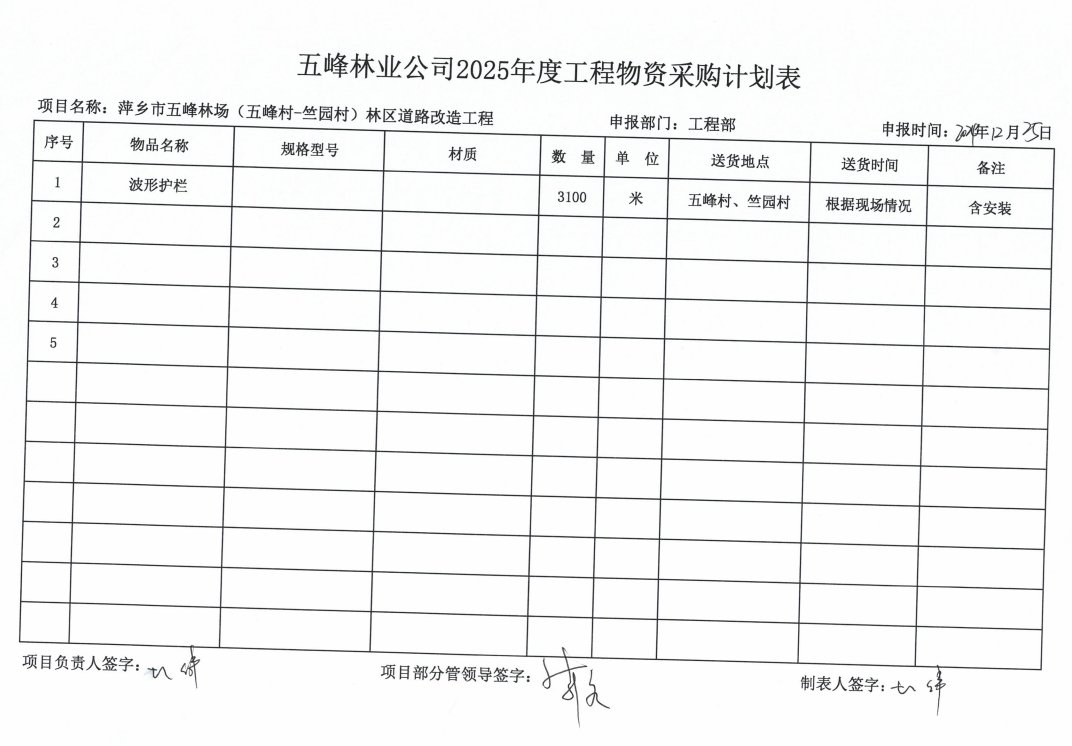 五峰林业公司2025年度工程物资采购计划表
项目名称：萍乡市五峰林场（五峰村-竺园村）林区道路改造工程 申报部门：工程部 申报时间：年12月25日
序号 物品名称 规格型号 材质 数 量 单 位 送货地点 送货时间 备注
1 波形护栏 3100 米 五峰村、竺园村 根据现场情况 含安装
2
3
4
5
项目负责人签字： 项目部分管领导签字： 制表人签字：